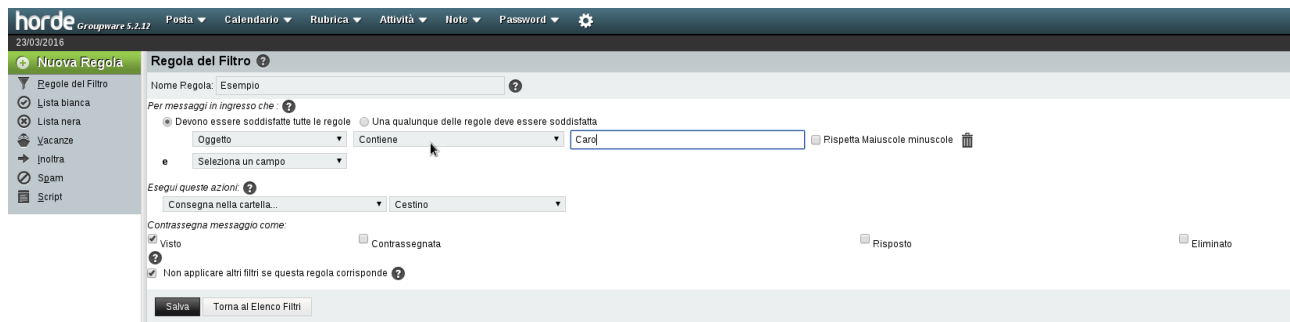 horde Groupware 5.2.12 Posta Calendario Rubrica Attività Note Password
23/03/2016
Nuova Regola
Regole del Filtro
Lista bianca
Lista nera
Vacanze
Inoltra
Spam
Script
Regola del Filtro ?
Nome Regola: Esempio ?
Per messaggi in ingresso che : ?
Devono essere soddisfatte tutte le regole Una qualunque delle regole deve essere soddisfatta
Oggetto Contiene Caro Rispetta Maiuscole minuscole
e Seleziona un campo
Esegui queste azioni: ?
Consegna nella cartella... Cestino
Contrassegna messaggio come:
Visto Contrassegnata Risposto Eliminato
?
Non applicare altri filtri se questa regola corrisponde ?
Salva Torna al Elenco Filtri